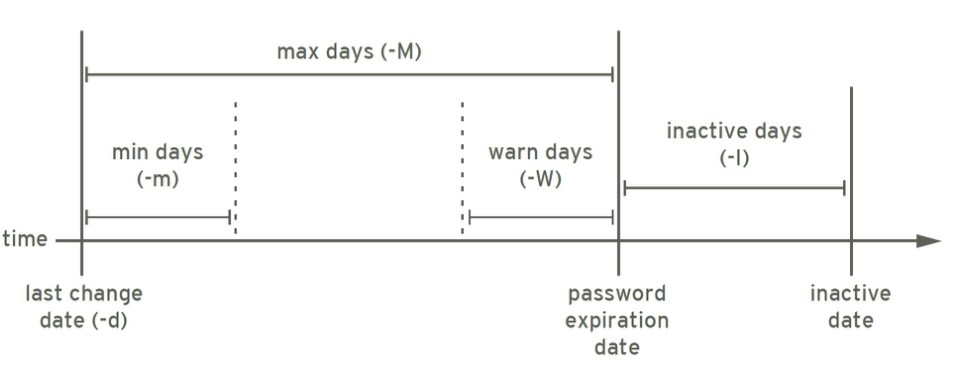 max days (-M)
min days
(-m)
warn days
(-W)
inactive days
(-I)
time
last change
date (-d)
password
expiration
date
inactive
date